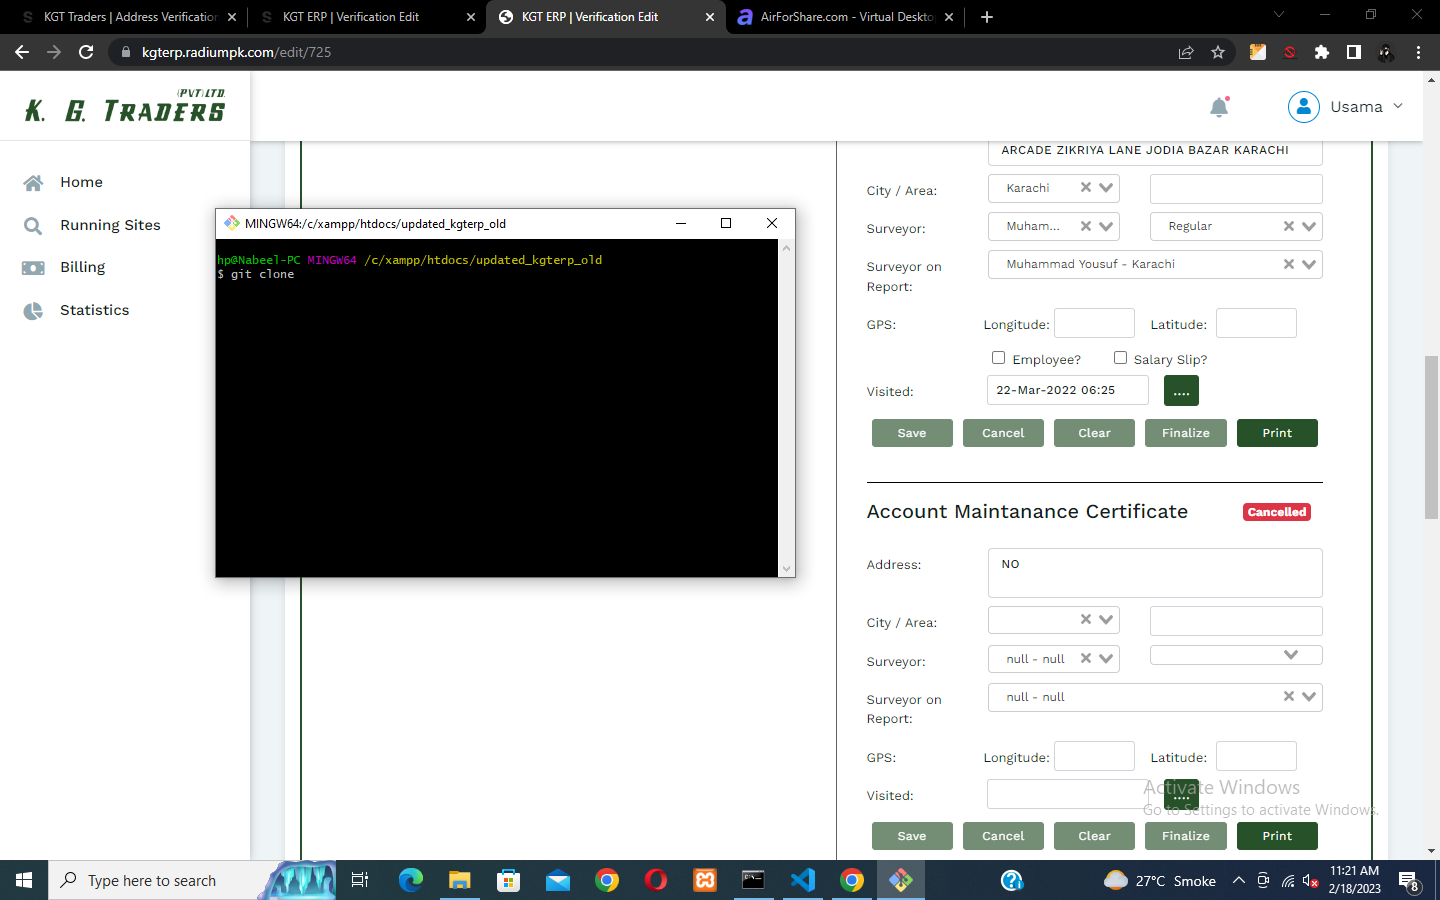 KGT Traders | Address Verification
KGT ERP | Verification Edit
KGT ERP | Verification Edit
AirForShare.com - Virtual Deskto
kgterp.radiumpk.com/edit/725
(PVT)LTD.
K. G. TRADERS
Usama
Home
Running Sites
Billing
Statistics
MINGW64:/c/xampp/htdocs/updated_kgterp_old
hp@Nabeel-PC MINGW64 /c/xampp/htdocs/updated_kgterp_old
$ git clone
ARCADE ZIKRIYA LANE JODIA BAZAR KARACHI
City / Area:
Karachi
Surveyor:
Muham...
Regular
Surveyor on
Report:
Muhammad Yousuf - Karachi
GPS:
Longitude:
Latitude:
Employee?
Salary Slip?
Visited:
22-Mar-2022 06:25
....
Save
Cancel
Clear
Finalize
Print
Account Maintanance Certificate
Cancelled
Address:
NO
City / Area:
Surveyor:
null - null
Surveyor on
Report:
null - null
GPS:
Longitude:
Latitude:
Visited:
....
Activate Windows
Go to Settings to activate Windows.
Save
Cancel
Clear
Finalize
Print
Type here to search
27°C Smoke
11:21 AM
2/18/2023
8